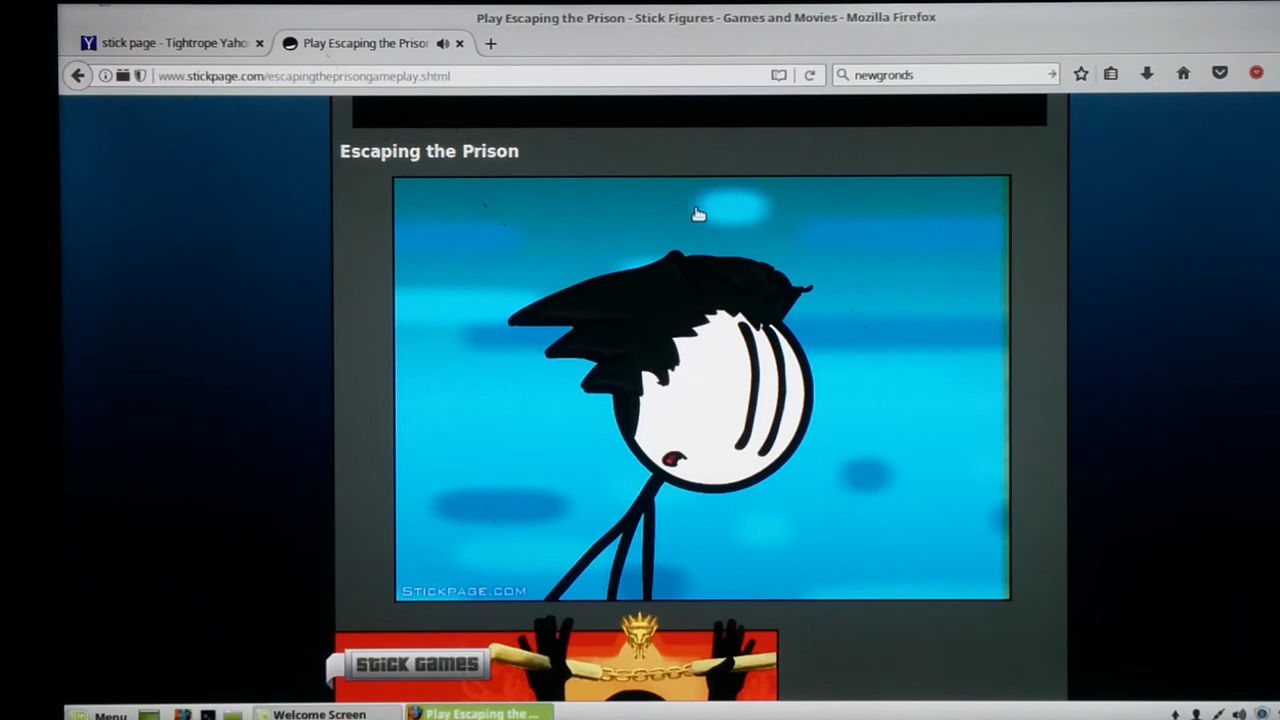 Play Escaping the Prison - Stick Figures - Games and Movies - Mozilla Firefox
stick page - Tightrope Yaho
Play Escaping the Prisor
www.stickpage.com/escapingtheprisongameplay.shtml
newgronds
Escaping the Prison
STICKPAGE.COM
STICK GAMES
Menu
Welcome Screen
Play Escaping the ...